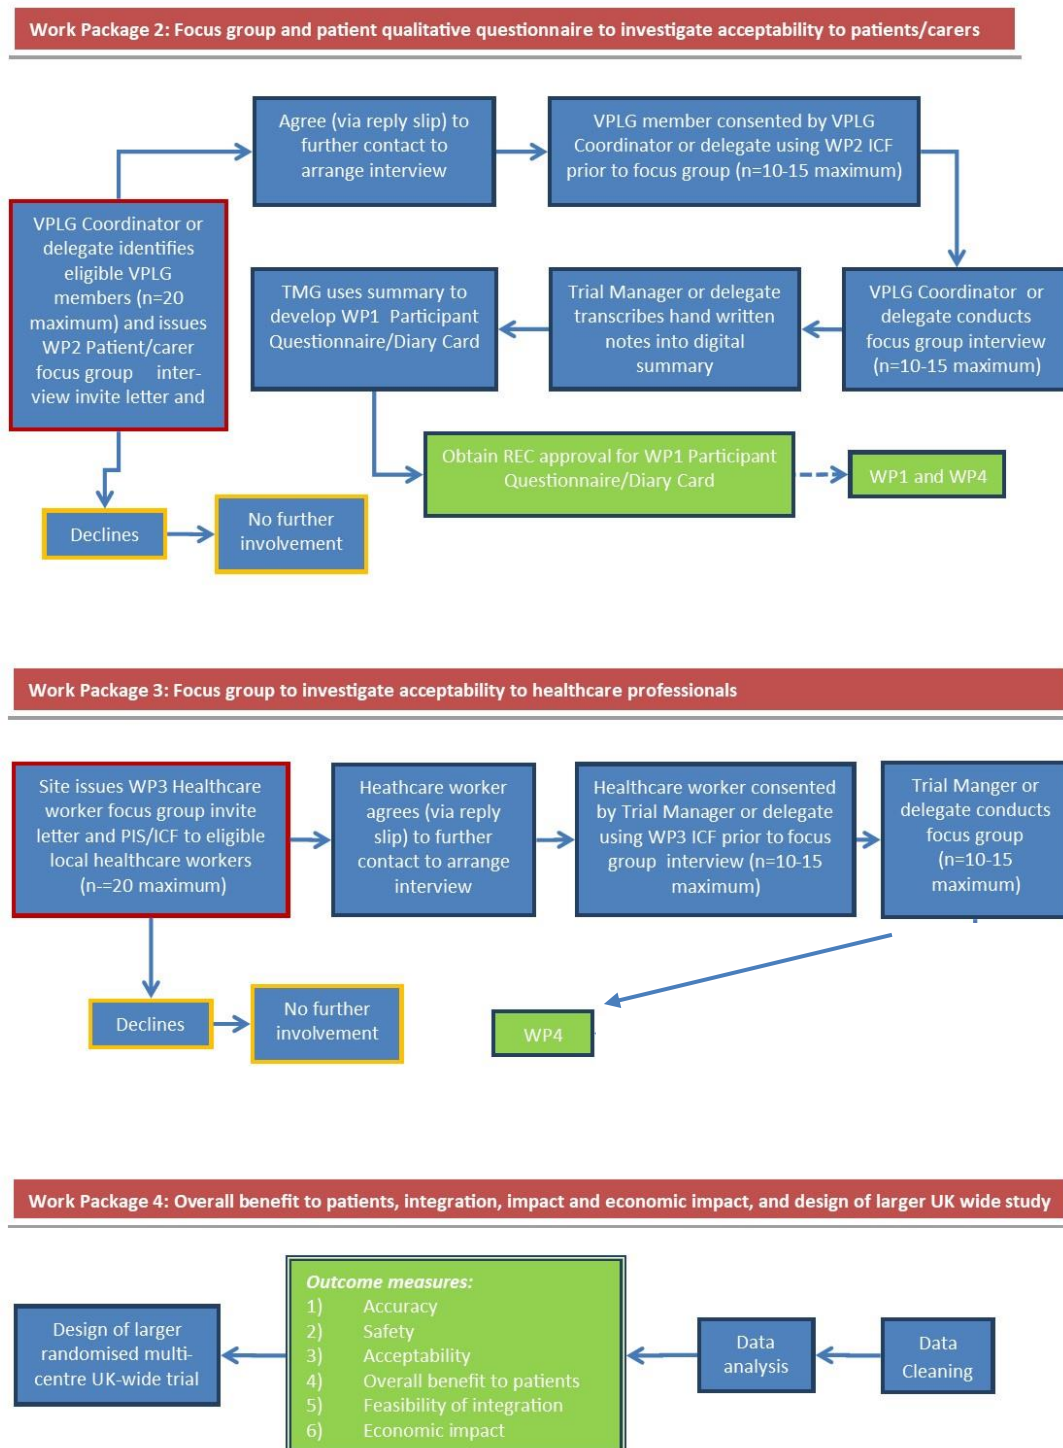 Work Package 2: Focus group and patient qualitative questionnaire to investigate acceptability to patients/carers
Agree (via reply slip) to
further contact to
arrange interview
VPLG member consented by VPLG
Coordinator or delegate using WP2 ICF
prior to focus group (n=10-15 maximum)
VPLG Coordinator or
delegate identifies
eligible VPLG
members (n=20
maximum) and issues
WP2 Patient/carer
focus group inter-
view invite letter and
TMG uses summary to
develop WP1 Participant
Questionnaire/Diary Card
Trial Manager or delegate
transcribes hand written
notes into digital
summary
VPLG Coordinator or
delegate conducts
focus group interview
(n=10-15 maximum)
Obtain REC approval for WP1 Participant
Questionnaire/Diary Card
WP1 and WP4
Declines
No further
involvement
Work Package 3: Focus group to investigate acceptability to healthcare professionals
Site issues WP3 Healthcare
worker focus group invite
letter and PIS/ICF to eligible
local healthcare workers
(n-=20 maximum)
Heathcare worker
agrees (via reply
slip) to further
contact to arrange
interview
Healthcare worker consented
by Trial Manager or delegate
using WP3 ICF prior to focus
group interview (n=10-15
maximum)
Trial Manger or
delegate conducts
focus group
(n=10-15
maximum)
Declines
No further
involvement
WP4
Work Package 4: Overall benefit to patients, integration, impact and economic impact, and design of larger UK wide study
Design of larger
randomised multi-
centre UK-wide trial
Outcome measures:
1) Accuracy
2) Safety
3) Acceptability
4) Overall benefit to patients
5) Feasibility of integration
6) Economic impact
Data
analysis
Data
Cleaning